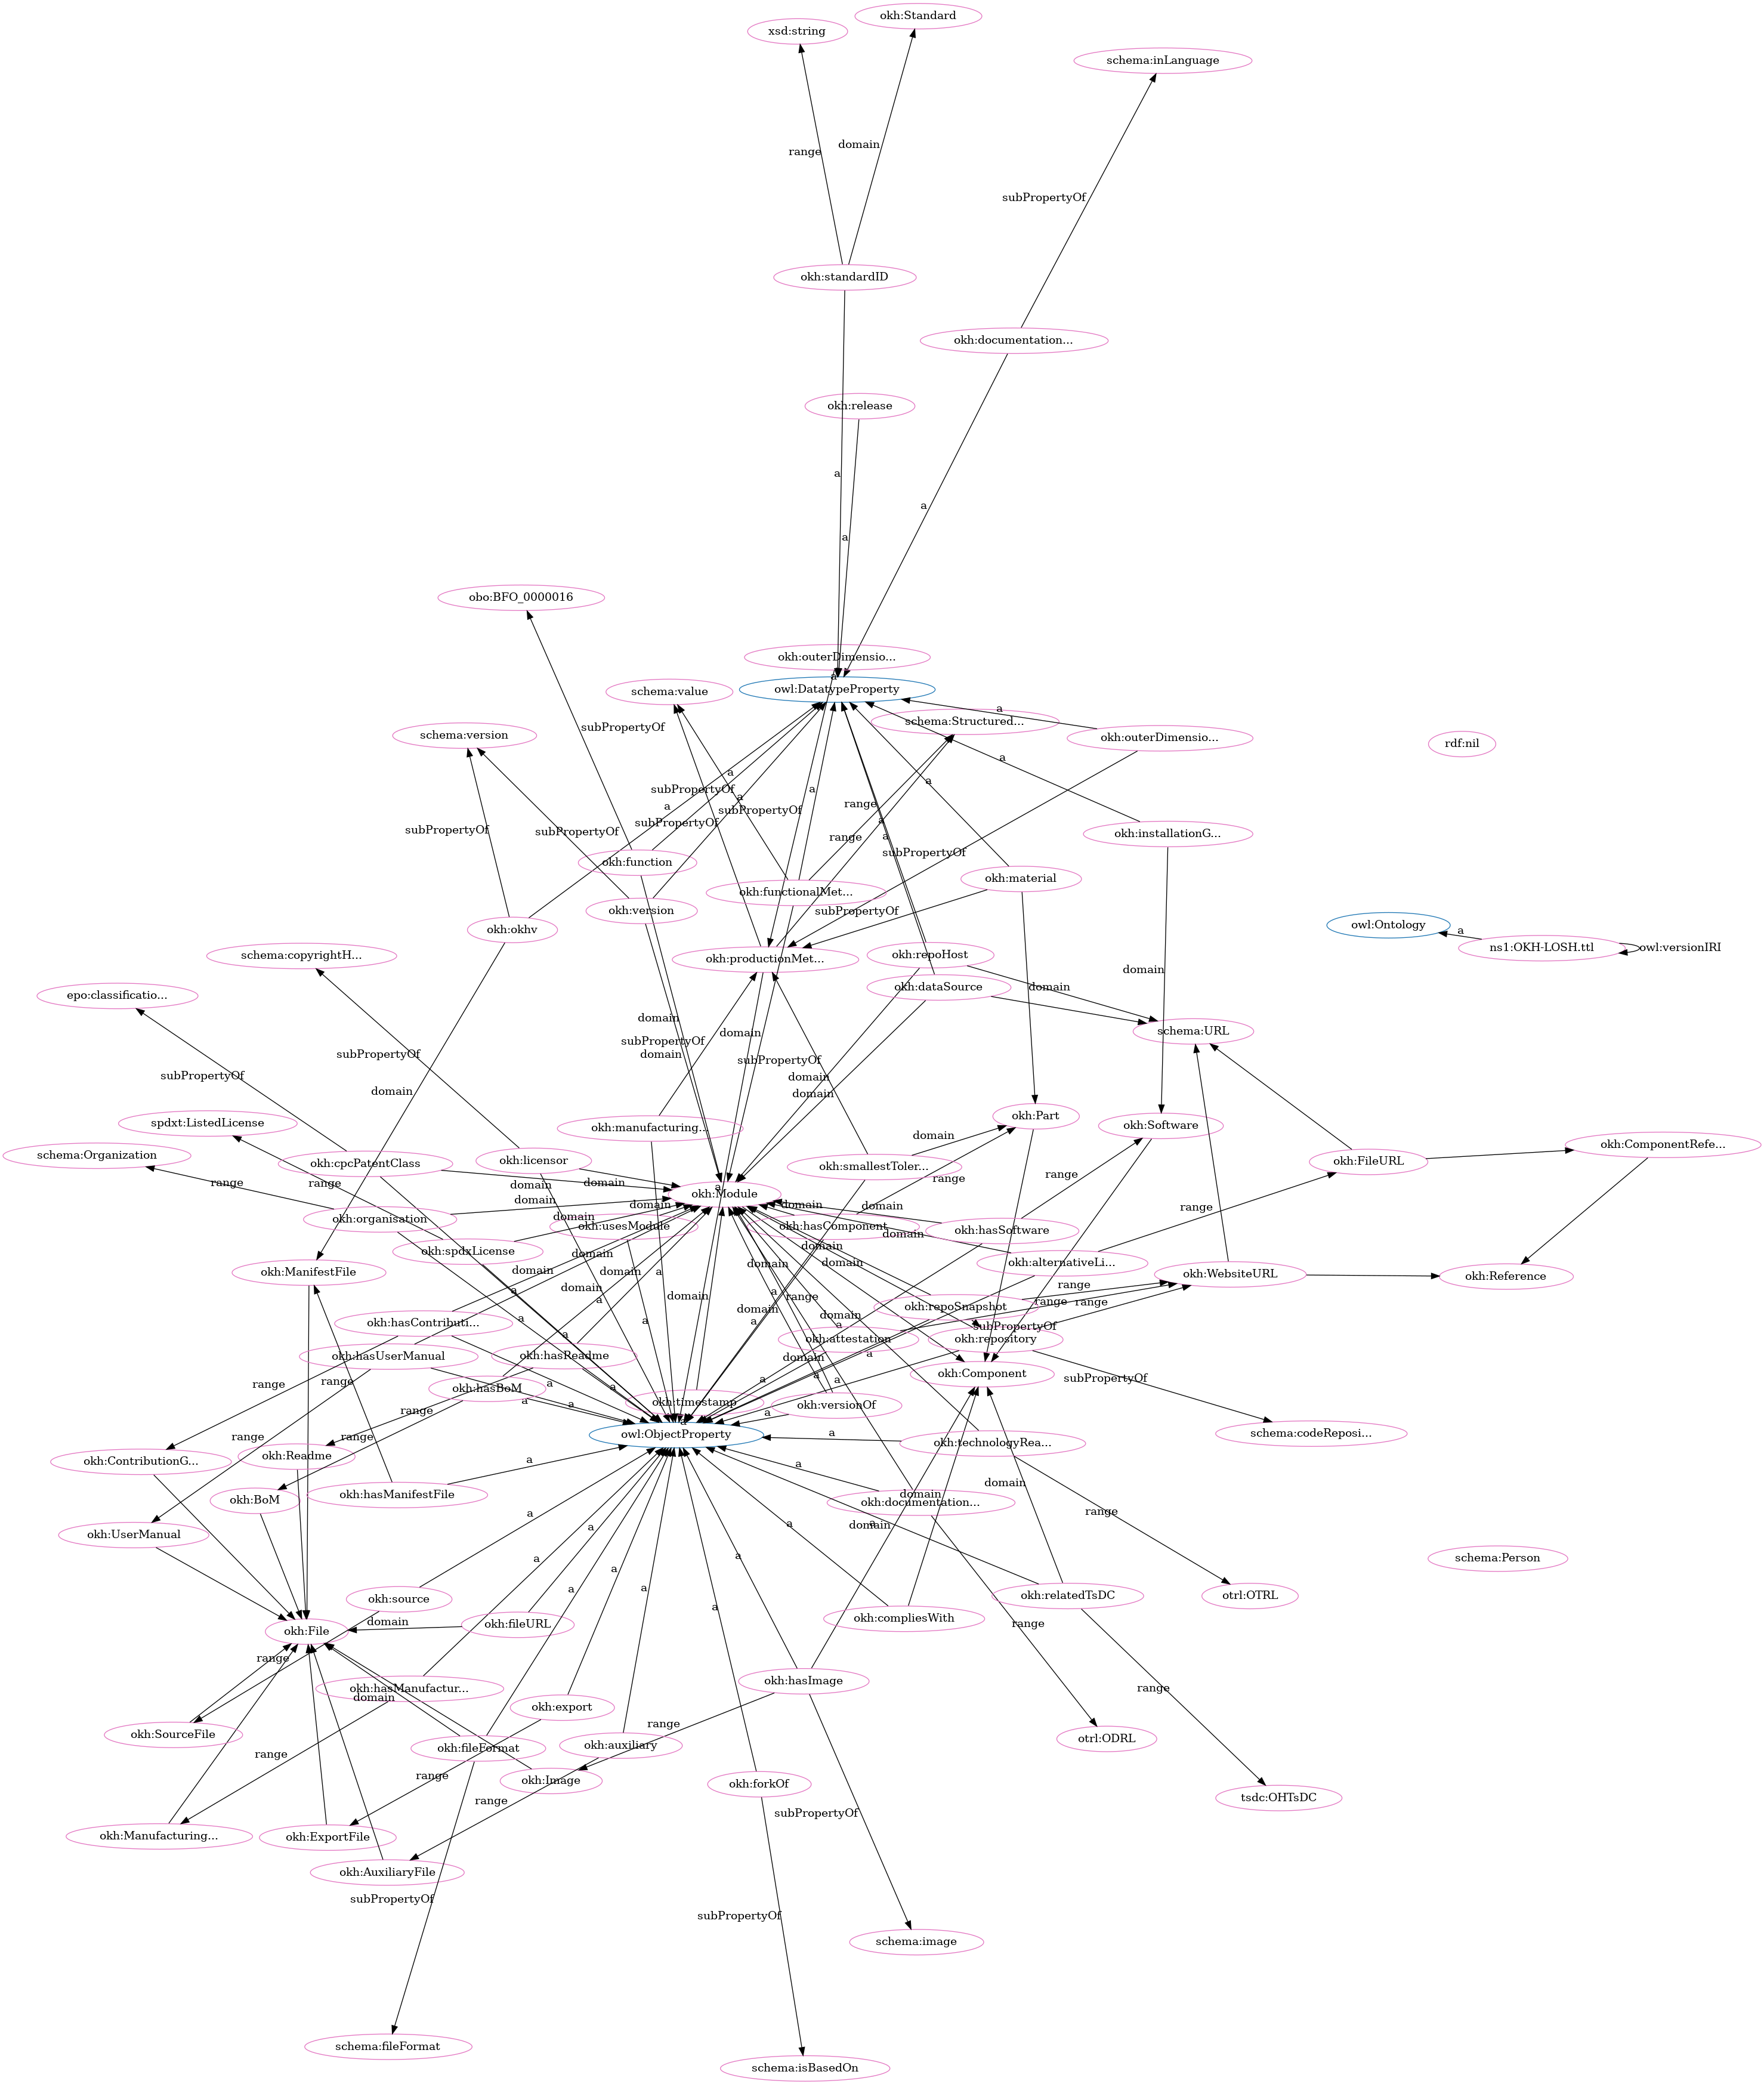 okh:Standard
xsd:string
schema:inLanguage
domain
range
subPropertyOf
okh:standardID
okh:documentation...
okh:release
a
a
a
obo:BFO_0000016
okh:outerDimensio...
a
owl:DatatypeProperty
schema:value
schema:Structured...
a
subPropertyOf
schema:version
okh:outerDimensio...
rdf:nil
a
a
a
subPropertyOf
a
range
a
subPropertyOf
a
subPropertyOf
subPropertyOf
subPropertyOf
a
okh:installationG...
range
a
subPropertyOf
okh:function
okh:functionalMet...
okh:material
okh:version
subPropertyOf
okh:okhv
owl:Ontology
a
ns1:OKH-LOSH.ttl
owl:versionIRI
schema:copyrightH...
okh:productionMet...
okh:repoHost
domain
okh:dataSource
domain
epo:classificatio...
domain
schema:URL
domain
subPropertyOf
domain
subPropertyOf
subPropertyOf
subPropertyOf
domain
domain
domain
spdxt:ListedLicense
okh:manufacturing...
okh:Part
okh:Software
domain
okh:ComponentRefe...
schema:Organization
okh:cpcPatentClass
okh:licensor
okh:smallestToler...
okh:FileURL
range
range
range
domain
domain
a
okh:Module
domain
domain
domain
domain
range
okh:organisation
domain
okh:usesModule
okh:hasComponent
okh:hasSoftware
domain
okh:spdxLicense
domain
domain
domain
domain
okh:alternativeLi...
okh:ManifestFile
domain
a
okh:WebsiteURL
okh:Reference
domain
a
a
range
range
domain
domain
domain
okh:repoSnapshot
range
range
okh:hasContributi...
a
a
a
a
domain
a
subPropertyOf
okh:attestation
okh:repository
okh:hasUserManual
okh:hasReadme
domain
a
okh:Component
range
range
okh:hasBoM
a
a
a
a
a
subPropertyOf
a
a
okh:timestamp
okh:versionOf
range
a
a
range
range
owl:ObjectProperty
a
schema:codeReposi...
okh:technologyRea...
okh:ContributionG...
okh:Readme
a
a
okh:BoM
okh:hasManifestFile
domain
domain
okh:documentation...
range
okh:UserManual
a
a
a
domain
a
a
a
schema:Person
a
a
a
a
okh:source
okh:relatedTsDC
otrl:OTRL
a
okh:compliesWith
domain
okh:fileURL
range
okh:File
range
okh:hasImage
okh:hasManufactur...
range
domain
okh:export
range
okh:SourceFile
otrl:ODRL
okh:fileFormat
okh:auxiliary
range
range
okh:Image
okh:forkOf
tsdc:OHTsDC
range
subPropertyOf
okh:Manufacturing...
okh:ExportFile
okh:AuxiliaryFile
subPropertyOf
subPropertyOf
schema:image
schema:fileFormat
schema:isBasedOn